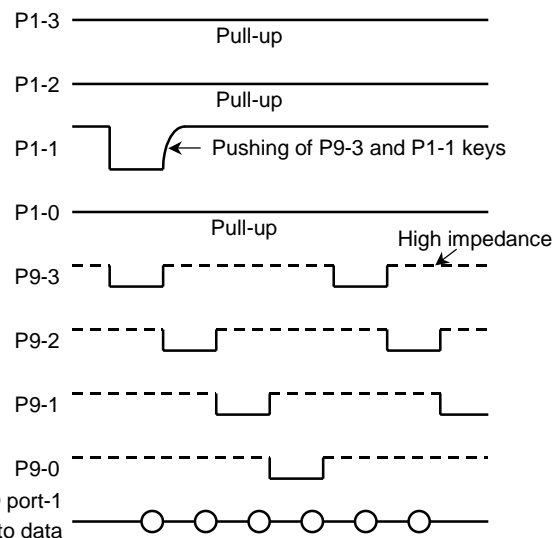 P1-3
Pull-up
P1-2
Pull-up
P1-1
Pushing of P9-3 and P1-1 keys
P1-0
Pull-up
High impedance
P9-3
P9-2
P9-1
P9-0
port-1
to data